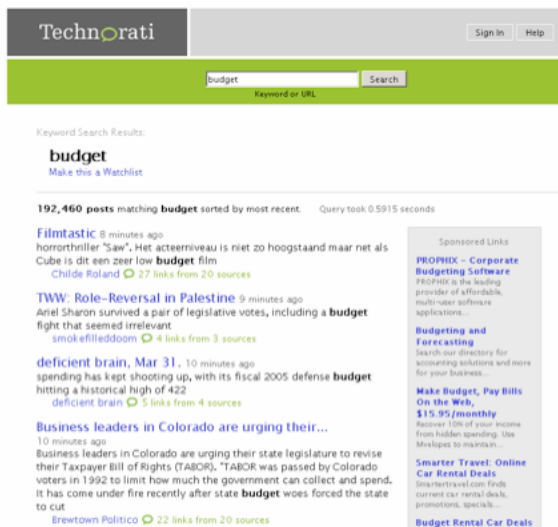 Technorati
Sign In
Help
budget
Search
Keyword or URL
Keyword Search Results:
budget
Make this a Watchlist
192,460 posts matching budget sorted by most recent. Query took 0.5915 seconds
Filmtastic 8 minutes ago
horrorthriller "Saw". Het acteerniveau is niet zo hoogstaand maar net als
Cube is dit een zeer low budget film
Childe Roland 27 links from 20 sources
TWW: Role-Reversal in Palestine 9 minutes ago
Ariel Sharon survived a pair of legislative votes, including a budget
fight that seemed irrelevant
smokefilleddoom 4 links from 3 sources
deficient brain, Mar 31. 10 minutes ago
spending has kept shooting up, with its fiscal 2005 defense budget
hitting a historical high of 422
deficient brain 5 links from 4 sources
Business leaders in Colorado are urging their...
10 minutes ago
Business leaders in Colorado are urging their state legislature to revise
their Taxpayer Bill of Rights (TABOR). "TABOR was passed by Colorado
voters in 1992 to limit how much the government can collect and spend.
It has come under fire recently after state budget woes forced the state
to cut
Brewtown Politico 22 links from 20 sources
Sponsored Links
PROPHIX - Corporate
Budgeting Software
PROPHIX is the leading
provider of affordable,
multi-user software
applications...
Budgeting and
Forecasting
Search our directory for
accounting solutions and more
for your business...
Make Budget, Pay Bills
On the Web,
$15.95/monthly
Recover 10% of your income
from hidden spending. Use
Mvelopes to maintain...
Smarter Travel: Online
Car Rental Deals
Smartertravel.com finds
current car rental deals,
promotions, specials...
Budget Rental Car Deals